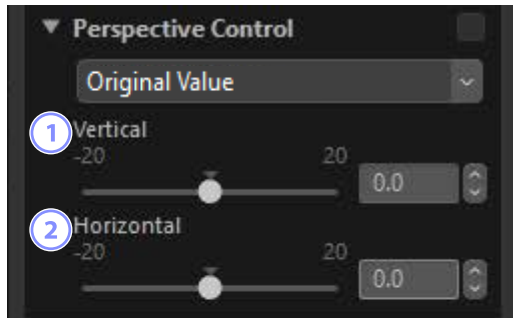 Perspective Control
Original Value
1 Vertical
-20 20
0.0
2 Horizontal
-20 20
0.0